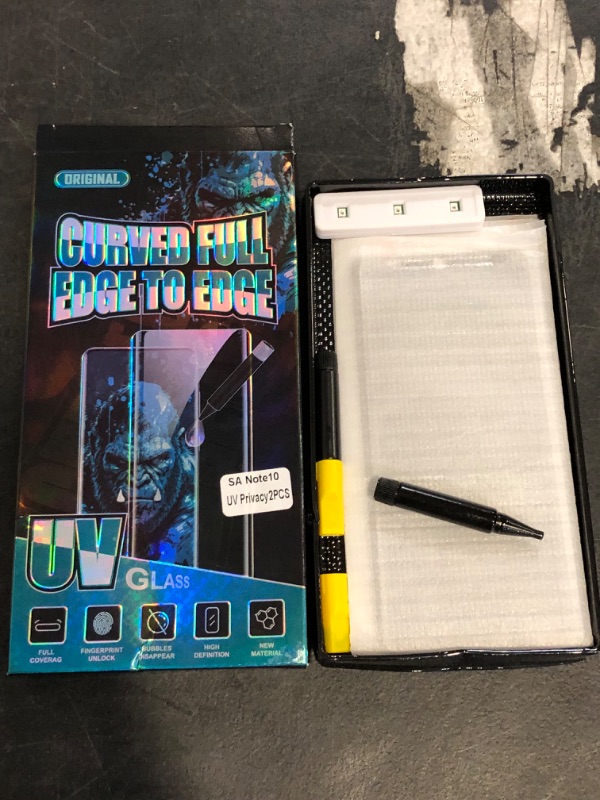 ORIGINAL
CURVED FULL
EDGE TO EDGE
SA Note10
UV Privacy2PCS
UV GLASS
FULL
COVERAG
FINGERPRINT
UNLOCK
BUBBLES
DISAPPEAR
HIGH
DEFINITION
NEW
MATERIAL